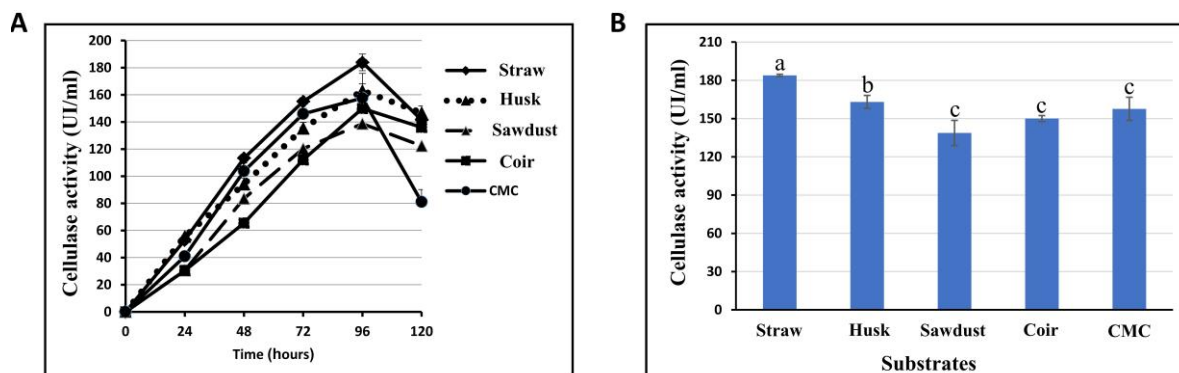 A
Cellulase activity (UI/ml)
200
180
160
140
120
100
80
60
40
20
0
0 24 48 72 96 120
Time (hours)
Straw
Husk
Sawdust
Coir
CMC
B
Cellulase activity (UI/ml)
210
180
150
120
90
60
30
0
a b c c c
Straw Husk Sawdust Coir CMC
Substrates